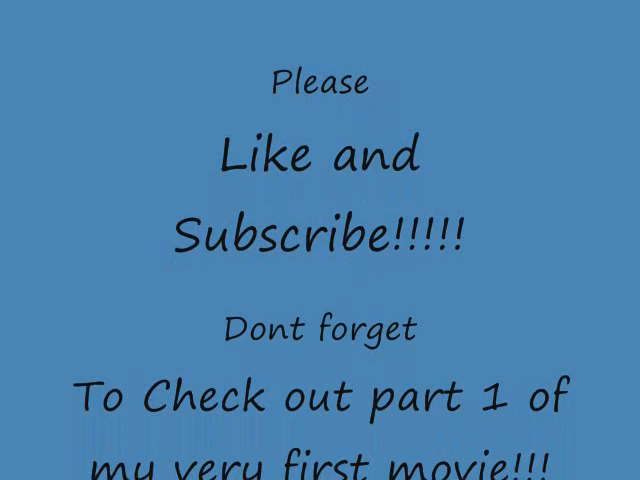 Please
Like and
Subscribe!!!!!
Dont forget
To Check out part 1 of
my very first movie!!!